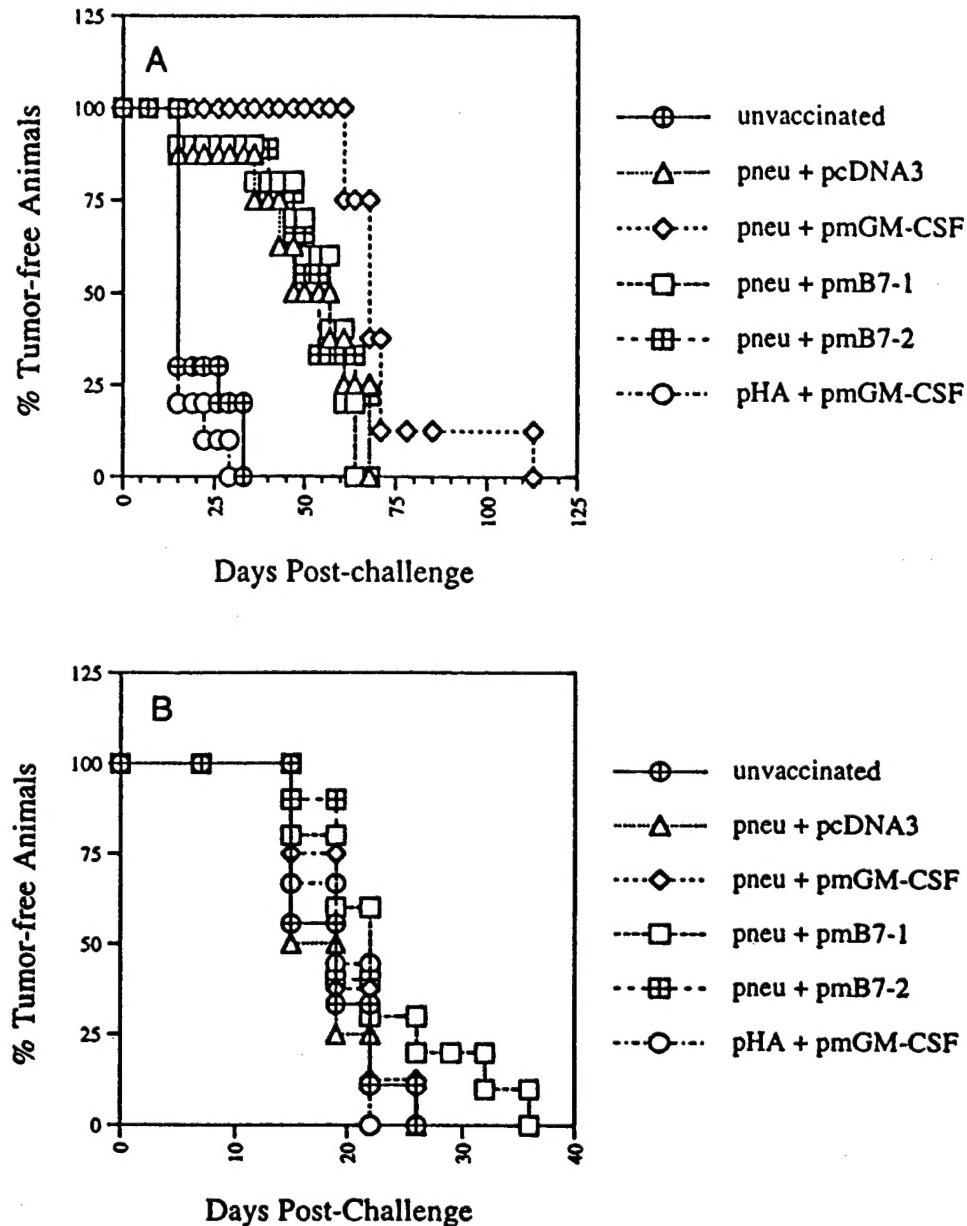 A
125
100
75
50
25
0
% Tumor-free Animals
0
25
50
75
100
125
Days Post-challenge
unvaccinated
pneu + pcDNA3
pneu + pmGM-CSF
pneu + pmB7-1
pneu + pmB7-2
pHA + pmGM-CSF
B
125
100
75
50
25
0
% Tumor-free Animals
0
10
20
30
40
Days Post-Challenge
unvaccinated
pneu + pcDNA3
pneu + pmGM-CSF
pneu + pmB7-1
pneu + pmB7-2
pHA + pmGM-CSF